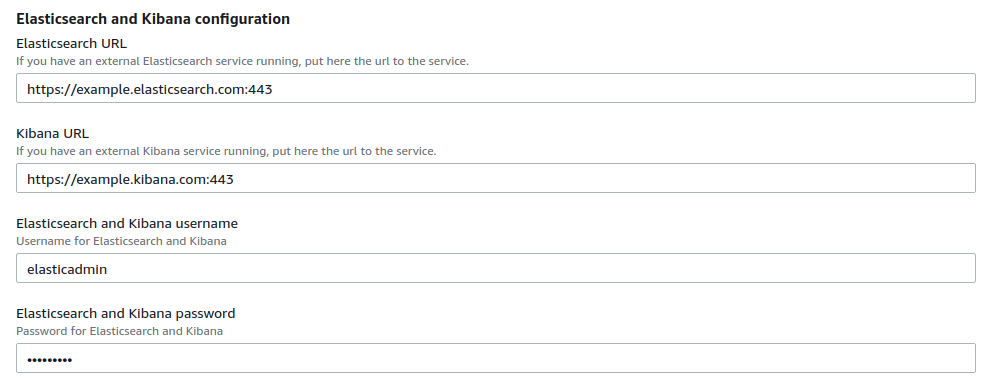 Elasticsearch and Kibana configuration
Elasticsearch URL
If you have an external Elasticsearch service running, put here the url to the service.
https://example.elasticsearch.com:443
Kibana URL
If you have an external Kibana service running, put here the url to the service.
https://example.kibana.com:443
Elasticsearch and Kibana username
Username for Elasticsearch and Kibana
elasticadmin
Elasticsearch and Kibana password
Password for Elasticsearch and Kibana
•••••••••